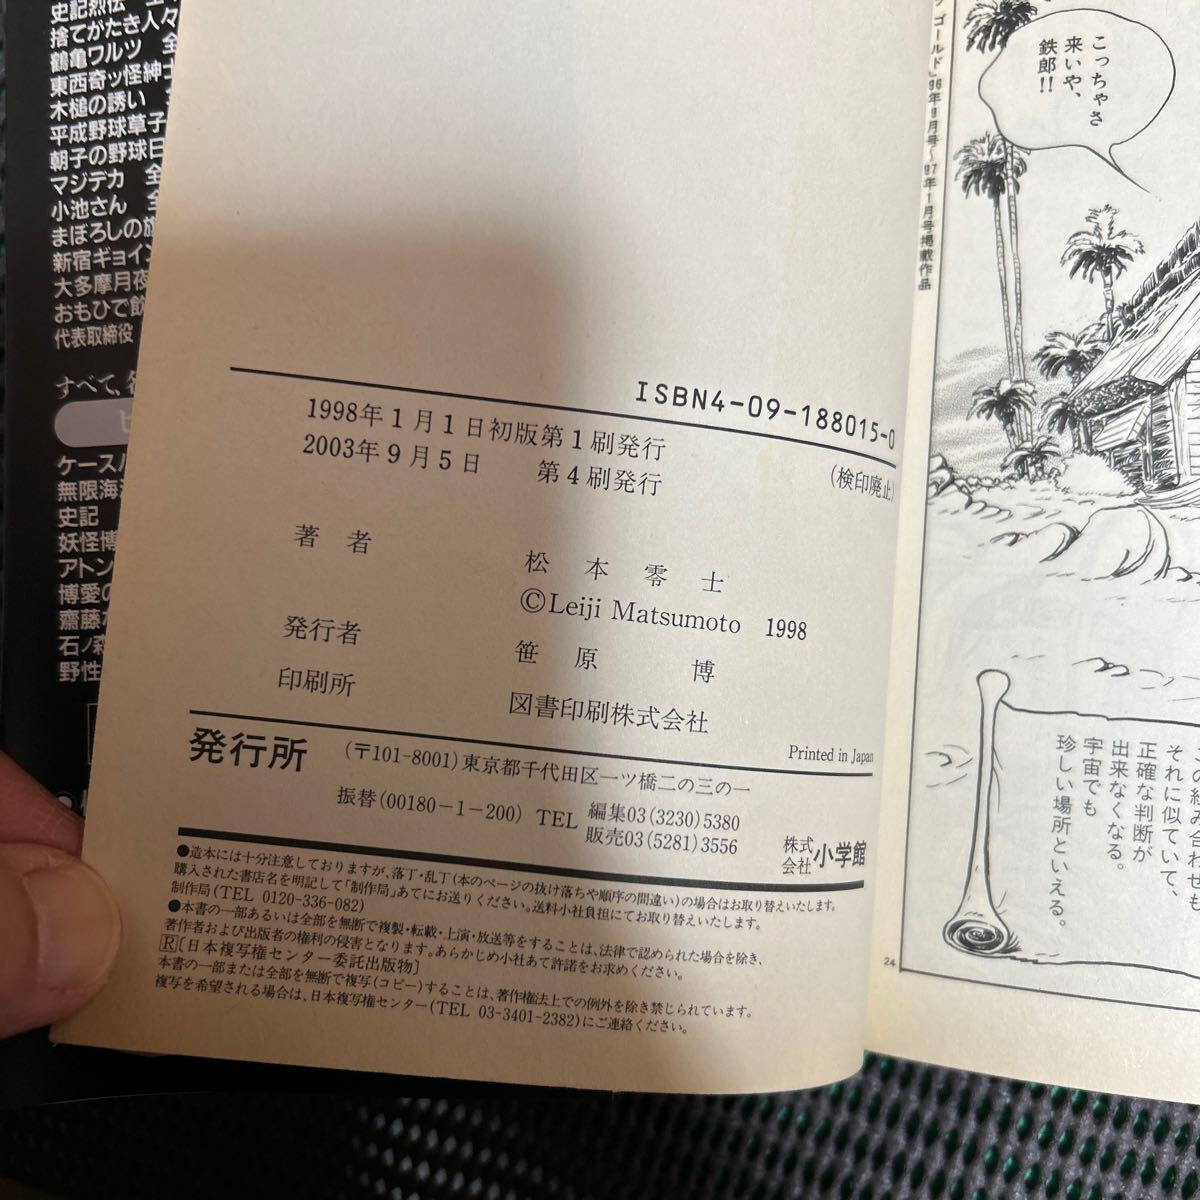 史記烈伝
捨てがたき人々
鶴亀ワルツ 全
東西奇ッ怪紳士
木槌の誘い
平成野球草子
朝子の野球日
マジデカ 全
小池さん 全
まぼろしの旅
新宿ギョイン
大多摩月夜
おもひで飲
代表取締役
すべて、各
ケースバ
無限海
史記
妖怪博
アトン
博愛の
齋藤
石ノ森
野性
ISBN4-09-188015-0
1998年1月1日初版第1刷発行
2003年9月5日 第4刷発行
(検印廃止)
著者 松本零士
©Leiji Matsumoto 1998
発行者 笹原 博
印刷所 図書印刷株式会社
Printed in Japan
発行所 (〒101-8001)東京都千代田区一ツ橋二の三の一
振替(00180-1-200) TEL 編集03(3230)5380
販売03(5281)3556
株式会社 小学館
●造本には十分注意しておりますが、落丁・乱丁(本のページの抜け落ちや順序の間違い)の場合はお取り替えいたします。
購入された書店名を明記して「制作局」あてにお送りください。送料小社負担にてお取り替えいたします。
制作局(TEL 0120-336-082)
●本書の一部あるいは全部を無断で複製・転載・上演・放送等をすることは、法律で認められた場合を除き、
著作者および出版者の権利の侵害となります。あらかじめ小社あて許諾をお求めください。
R〔日本複写権センター委託出版物〕
本書の一部または全部を無断で複写(コピー)することは、著作権法上での例外を除き禁じられています。
複写を希望される場合は、日本複写権センター(TEL 03-3401-2382)にご連絡ください。
ゴールド』96年9月号〜97年1月号掲載作品
こっちゃさ
来いや、
鉄郎!!
の組み合わせも
それに似ていて、
正確な判断が
出来なくなる。
宇宙でも
珍しい場所といえる。
24